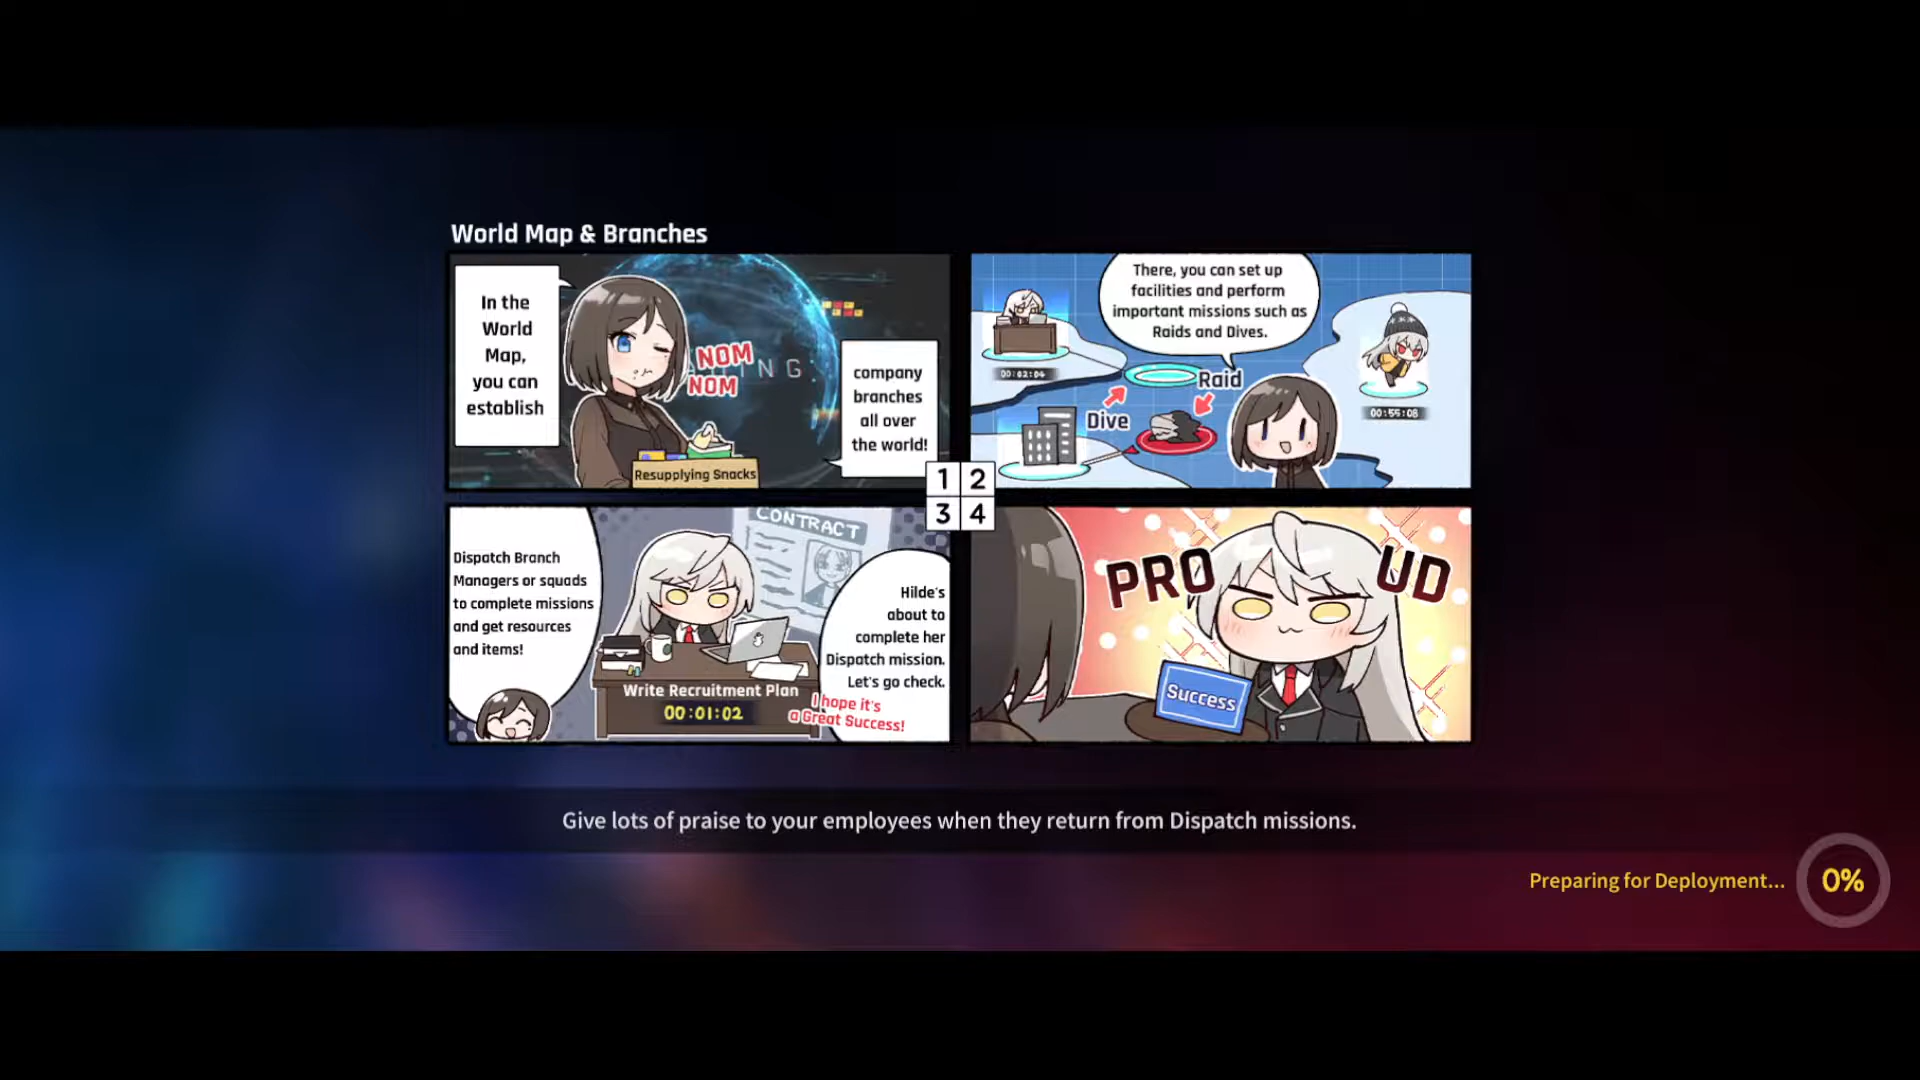 World Map & Branches
In the
World
Map,
you can
establish
NOM
NOM
company
branches
all over
the world!
Resupplying Snacks
There, you can set up
facilities and perform
important missions such as
Raids and Dives.
00:02:04
Raid
Dive
00:55:08
1 2
3 4
Dispatch Branch
Managers or squads
to complete missions
and get resources
and items!
CONTRACT
Hilde's
about to
complete her
Dispatch mission.
Let's go check.
Write Recruitment Plan
00:01:02
I hope it's
a Great Success!
PRO UD
Success
Give lots of praise to your employees when they return from Dispatch missions.
Preparing for Deployment...
0%